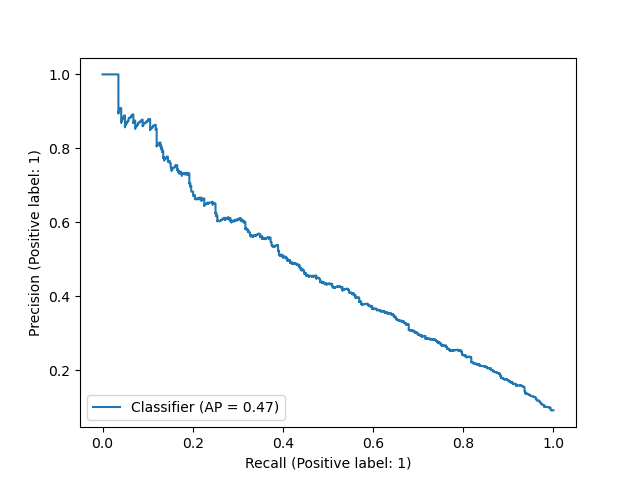 1.0
0.8
0.6
0.4
0.2
Precision (Positive label: 1)
Classifier (AP = 0.47)
0.0 0.2 0.4 0.6 0.8 1.0
Recall (Positive label: 1)